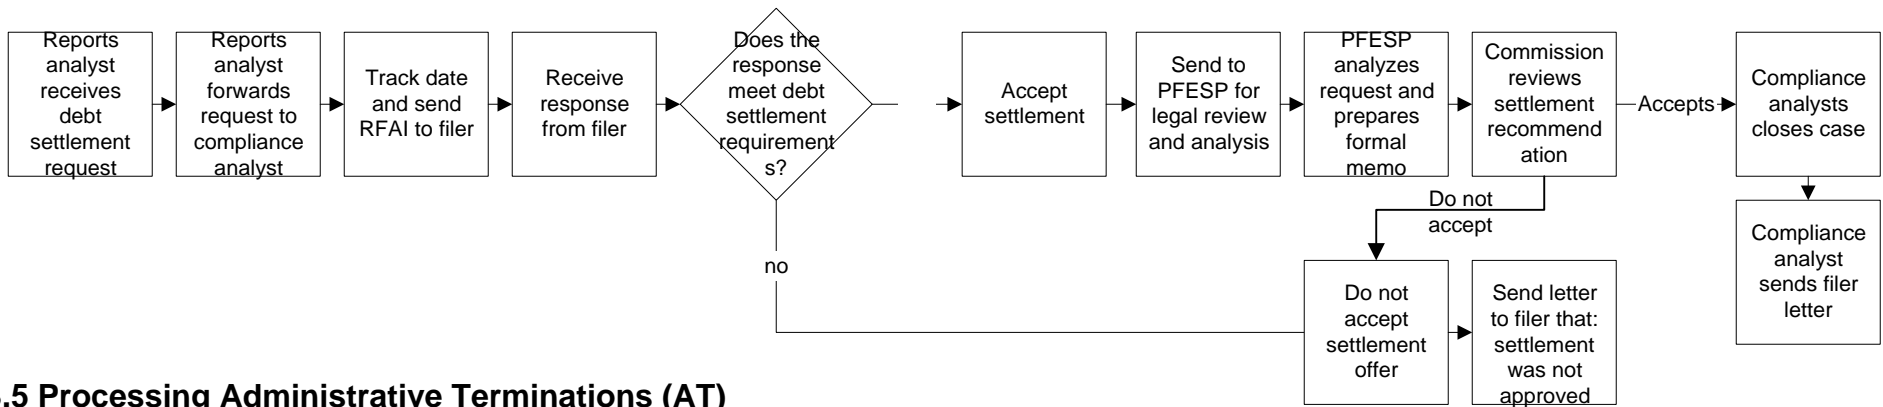 Reports
analyst
receives
debt
settlement
request
Reports
analyst
forwards
request to
compliance
analyst
Track date
and send
RFAI to filer
Receive
response
from filer
Does the
response
meet debt
settlement
requirement
s?
Accept
settlement
Send to
PFESP for
legal review
and analysis
PFESP
analyzes
request and
prepares
formal
memo
Commission
reviews
settlement
recommend
ation
Accepts
Compliance
analysts
closes case
Do not
accept
Compliance
analyst
sends filer
letter
no
Do not
accept
settlement
offer
Send letter
to filer that:
settlement
was not
approved
.5 Processing Administrative Terminations (AT)